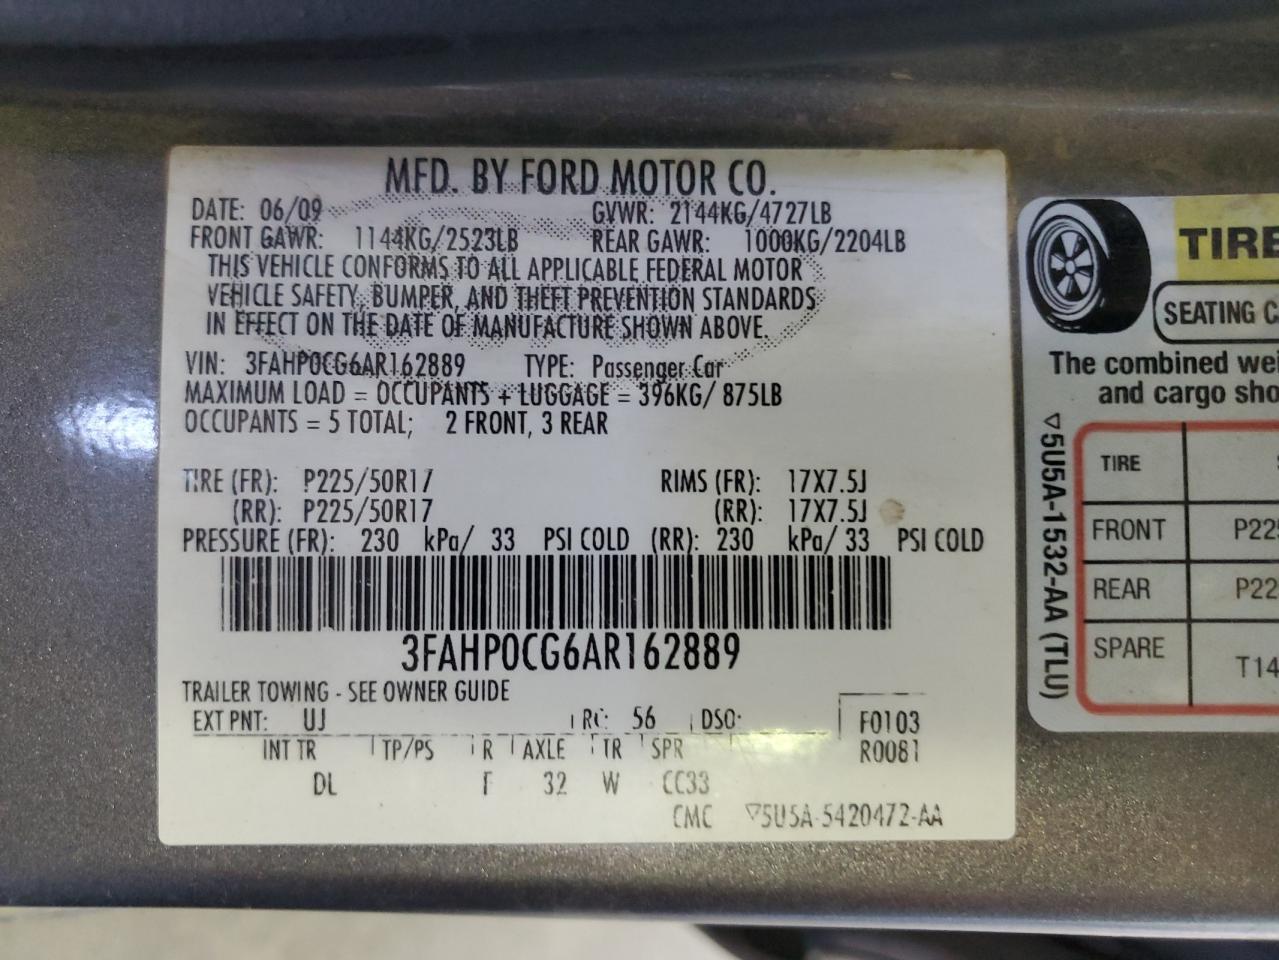 MFD. BY FORD MOTOR CO.
DATE: 06/09 GVWR: 2144KG/4727LB
FRONT GAWR: 1144KG/2523LB REAR GAWR: 1000KG/2204LB
THIS VEHICLE CONFORMS TO ALL APPLICABLE FEDERAL MOTOR
VEHICLE SAFETY, BUMPER, AND THEFT PREVENTION STANDARDS
IN EFFECT ON THE DATE OF MANUFACTURE SHOWN ABOVE.
VIN: 3FAHP0CG6AR162889 TYPE: Passenger Car
MAXIMUM LOAD = OCCUPANTS + LUGGAGE = 396KG/ 875LB
OCCUPANTS = 5 TOTAL; 2 FRONT, 3 REAR
TIRE (FR): P225/50R17 RIMS (FR): 17X7.5J
(RR): P225/50R17 (RR): 17X7.5J
PRESSURE (FR): 230 kPa/ 33 PSI COLD (RR): 230 kPa/ 33 PSI COLD
3FAHP0CG6AR162889
TRAILER TOWING - SEE OWNER GUIDE
EXT PNT: UJ RC: 56 DSO: F0103
INT TR TP/PS R AXLE TR SPR R0081
DL F 32 W CC33
CMC ▽5U5A-5420472-AA
TIRE
SEATING C
The combined wei
and cargo sho
▽5U5A-1532-AA (TLU)
TIRE
FRONT P225
REAR P22
SPARE T14